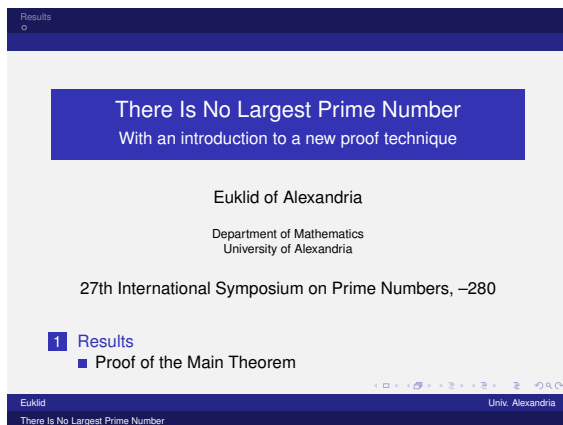 Results
There Is No Largest Prime Number
With an introduction to a new proof technique
Euklid of Alexandria
Department of Mathematics
University of Alexandria
27th International Symposium on Prime Numbers, –280
1 Results
Proof of the Main Theorem
Euklid Univ. Alexandria
There Is No Largest Prime Number